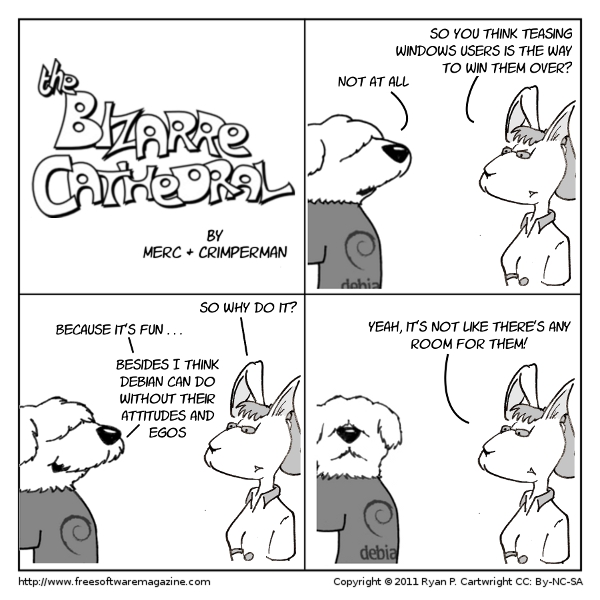 the
BIZARRE
CATHEDRAL
BY
MERC + CRIMPERMAN
SO YOU THINK TEASING
WINDOWS USERS IS THE WAY
TO WIN THEM OVER?
NOT AT ALL
debia
SO WHY DO IT?
BECAUSE IT'S FUN . . .
BESIDES I THINK
DEBIAN CAN DO
WITHOUT THEIR
ATTITUDES AND
EGOS
YEAH, IT'S NOT LIKE THERE'S ANY
ROOM FOR THEM!
debia
http://www.freesoftwaremagazine.com
Copyright © 2011 Ryan P. Cartwright CC: By-NC-SA